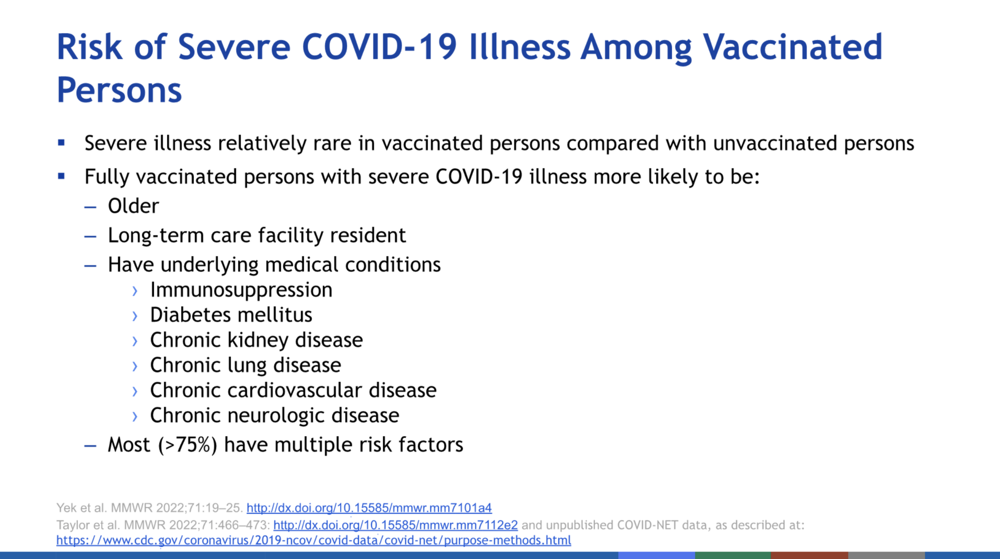 Risk of Severe COVID-19 Illness Among Vaccinated
Persons
▪ Severe illness relatively rare in vaccinated persons compared with unvaccinated persons
▪ Fully vaccinated persons with severe COVID-19 illness more likely to be:
– Older
– Long-term care facility resident
– Have underlying medical conditions
› Immunosuppression
› Diabetes mellitus
› Chronic kidney disease
› Chronic lung disease
› Chronic cardiovascular disease
› Chronic neurologic disease
– Most (>75%) have multiple risk factors
Yek et al. MMWR 2022;71:19–25. http://dx.doi.org/10.15585/mmwr.mm7101a4
Taylor et al. MMWR 2022;71:466–473: http://dx.doi.org/10.15585/mmwr.mm7112e2 and unpublished COVID-NET data, as described at:
https://www.cdc.gov/coronavirus/2019-ncov/covid-data/covid-net/purpose-methods.html